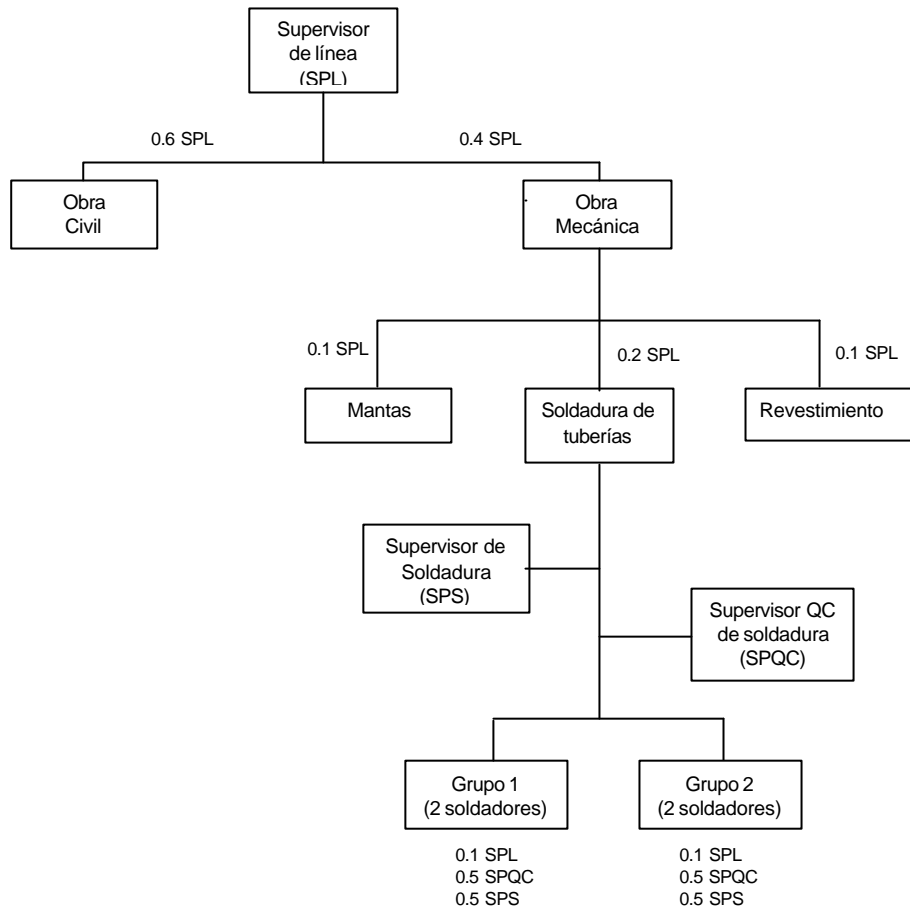 Supervisor
de línea
(SPL)
0.6 SPL
0.4 SPL
Obra
Civil
Obra
Mecánica
0.1 SPL
0.2 SPL
0.1 SPL
Mantas
Soldadura de
tuberías
Revestimiento
Supervisor de
Soldadura
(SPS)
Supervisor QC
de soldadura
(SPQC)
Grupo 1
(2 soldadores)
Grupo 2
(2 soldadores)
0.1 SPL
0.5 SPQC
0.5 SPS
0.1 SPL
0.5 SPQC
0.5 SPS